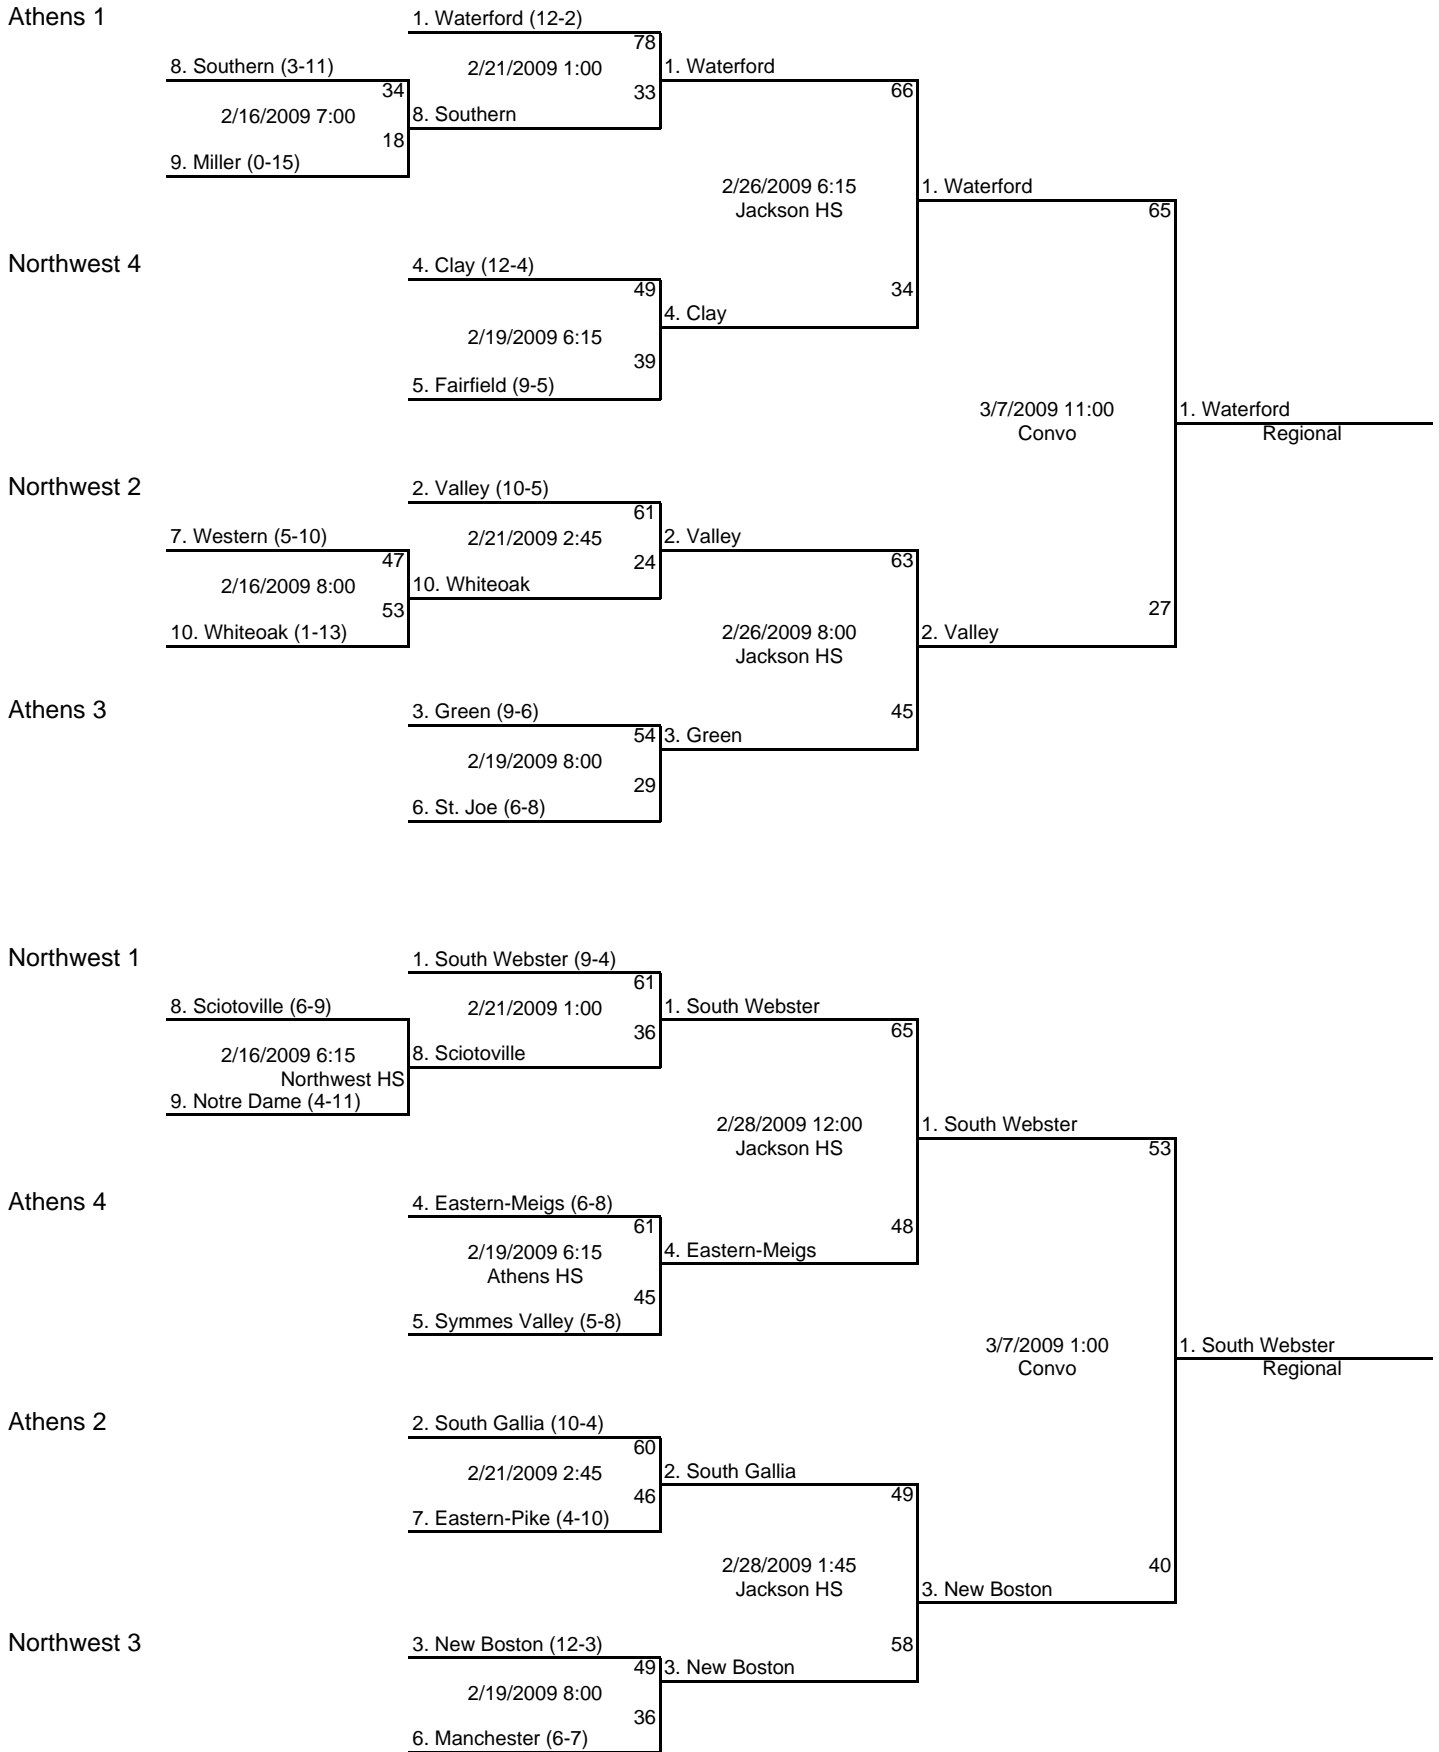 Athens 1
1. Waterford (12-2)
78
8. Southern (3-11)
2/21/2009 1:00
1. Waterford
34
33
66
2/16/2009 7:00
8. Southern
18
9. Miller (0-15)
2/26/2009 6:15
1. Waterford
Jackson HS
65
Northwest 4
4. Clay (12-4)
49
34
4. Clay
2/19/2009 6:15
39
5. Fairfield (9-5)
3/7/2009 11:00
1. Waterford
Convo
Regional
Northwest 2
2. Valley (10-5)
61
7. Western (5-10)
2/21/2009 2:45
2. Valley
47
24
63
2/16/2009 8:00
10. Whiteoak
53
27
10. Whiteoak (1-13)
2/26/2009 8:00
2. Valley
Jackson HS
Athens 3
3. Green (9-6)
45
54
3. Green
2/19/2009 8:00
29
6. St. Joe (6-8)
Northwest 1
1. South Webster (9-4)
61
8. Sciotoville (6-9)
2/21/2009 1:00
1. South Webster
36
65
2/16/2009 6:15
8. Sciotoville
Northwest HS
9. Notre Dame (4-11)
2/28/2009 12:00
1. South Webster
Jackson HS
53
Athens 4
4. Eastern-Meigs (6-8)
61
48
2/19/2009 6:15
4. Eastern-Meigs
Athens HS
45
5. Symmes Valley (5-8)
3/7/2009 1:00
1. South Webster
Convo
Regional
Athens 2
2. South Gallia (10-4)
60
2/21/2009 2:45
2. South Gallia
46
49
7. Eastern-Pike (4-10)
2/28/2009 1:45
40
Jackson HS
3. New Boston
Northwest 3
3. New Boston (12-3)
58
49
3. New Boston
2/19/2009 8:00
36
6. Manchester (6-7)